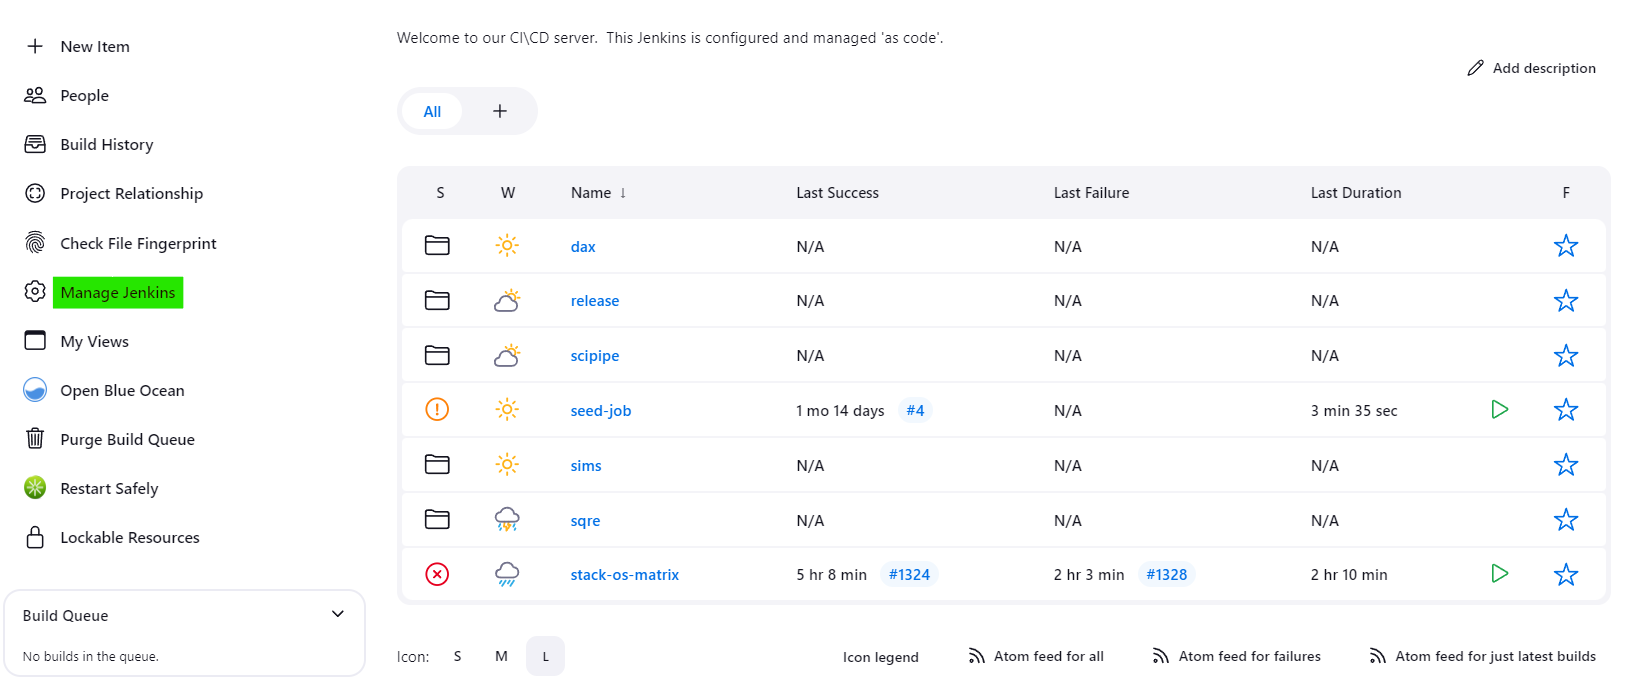 New Item
People
Build History
Project Relationship
Check File Fingerprint
Manage Jenkins
My Views
Open Blue Ocean
Purge Build Queue
Restart Safely
Lockable Resources
Build Queue
No builds in the queue.
Welcome to our CI\CD server.  This Jenkins is configured and managed 'as code'.
Add description
All +
S W Name ↓ Last Success Last Failure Last Duration F
dax N/A N/A N/A
release N/A N/A N/A
scipipe N/A N/A N/A
seed-job 1 mo 14 days #4 N/A 3 min 35 sec
sims N/A N/A N/A
sqre N/A N/A N/A
stack-os-matrix 5 hr 8 min #1324 2 hr 3 min #1328 2 hr 10 min
Icon: S M L Icon legend Atom feed for all Atom feed for failures Atom feed for just latest builds